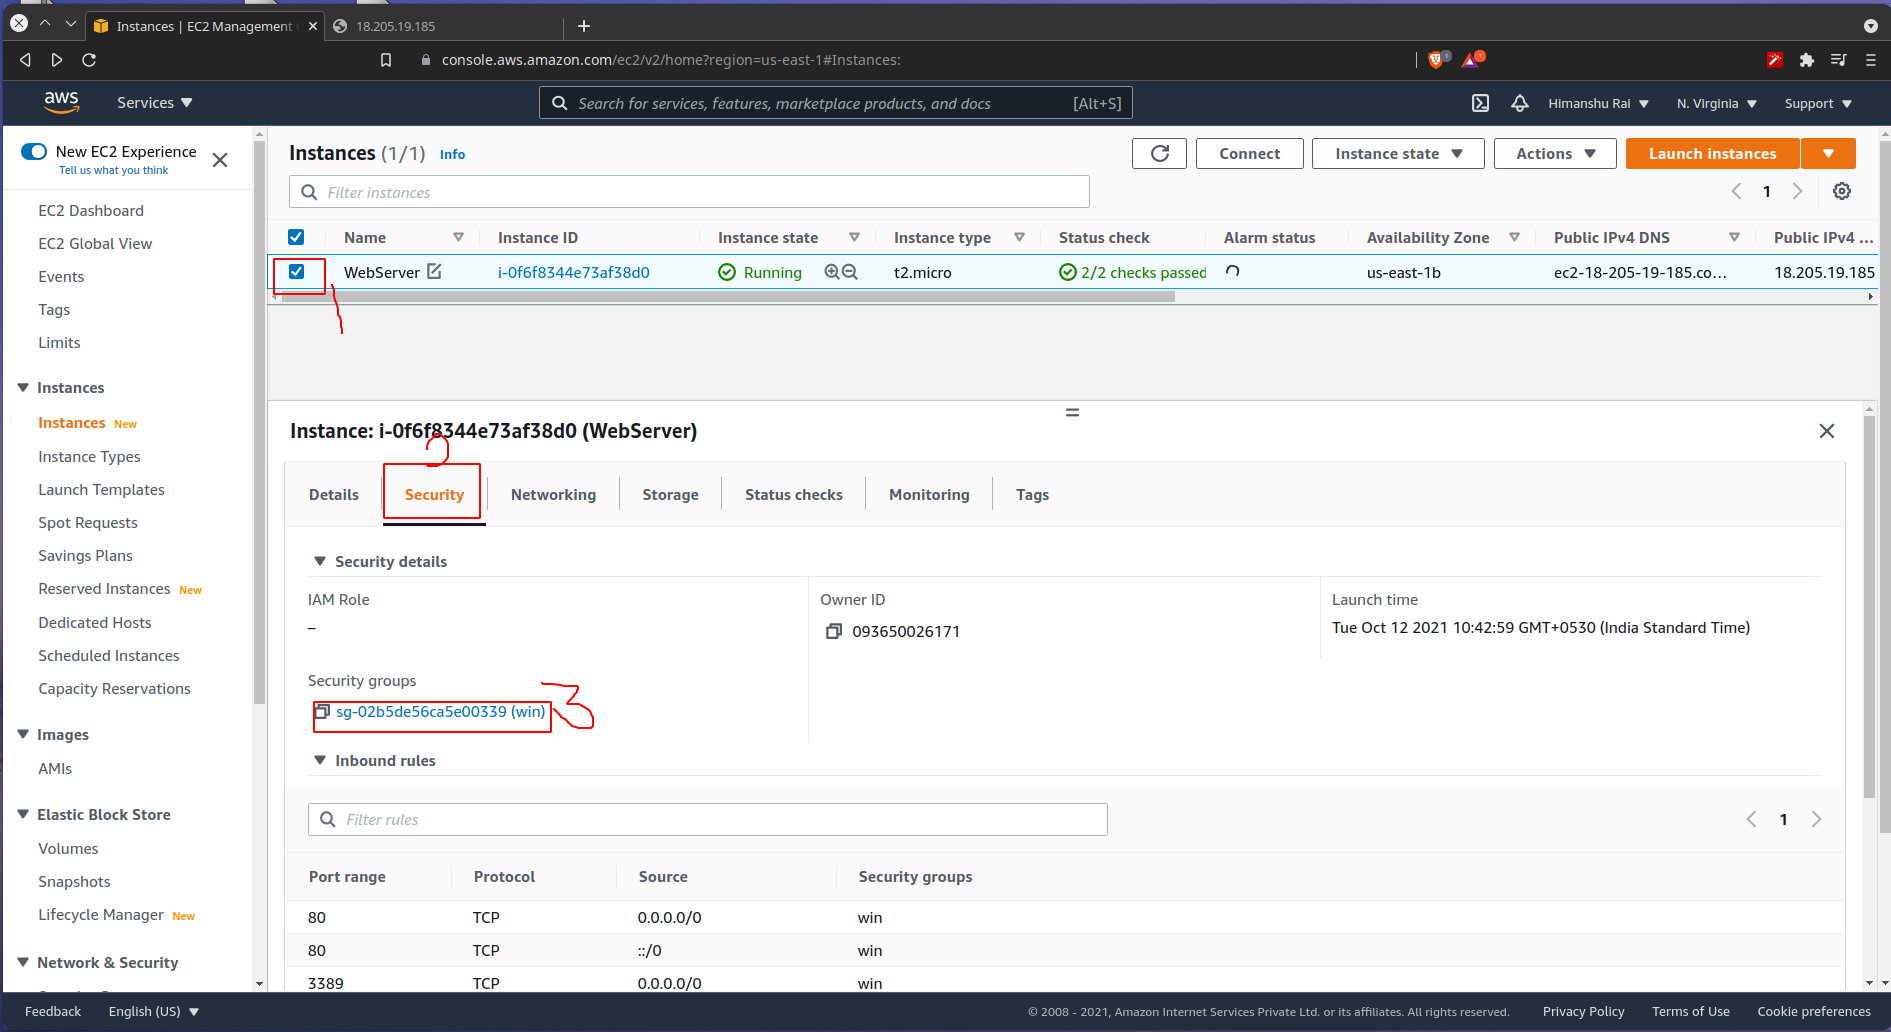 Instances | EC2 Management
18.205.19.185
console.aws.amazon.com/ec2/v2/home?region=us-east-1#Instances:
1
1
aws
Services
Search for services, features, marketplace products, and docs
[Alt+S]
Himanshu Rai
N. Virginia
Support
New EC2 Experience
Tell us what you think
EC2 Dashboard
EC2 Global View
Events
Tags
Limits
Instances
Instances New
Instance Types
Launch Templates
Spot Requests
Savings Plans
Reserved Instances New
Dedicated Hosts
Scheduled Instances
Capacity Reservations
Images
AMIs
Elastic Block Store
Volumes
Snapshots
Lifecycle Manager New
Network & Security
Instances (1/1) Info
Connect
Instance state
Actions
Launch instances
Filter instances
1
Name Instance ID Instance state Instance type Status check Alarm status Availability Zone Public IPv4 DNS Public IPv4 ...
WebServer i-0f6f8344e73af38d0 Running t2.micro 2/2 checks passed us-east-1b ec2-18-205-19-185.co... 18.205.19.185
1
Instance: i-0f6f8344e73af38d0 (WebServer)
Details Security Networking Storage Status checks Monitoring Tags
Security details
IAM Role
–
Owner ID
093650026171
Launch time
Tue Oct 12 2021 10:42:59 GMT+0530 (India Standard Time)
Security groups
sg-02b5de56ca5e00339 (win)
3
Inbound rules
Filter rules
1
Port range Protocol Source Security groups
80 TCP 0.0.0.0/0 win
80 TCP ::/0 win
3389 TCP 0.0.0.0/0 win
Feedback
English (US)
© 2008 - 2021, Amazon Internet Services Private Ltd. or its affiliates. All rights reserved.
Privacy Policy
Terms of Use
Cookie preferences